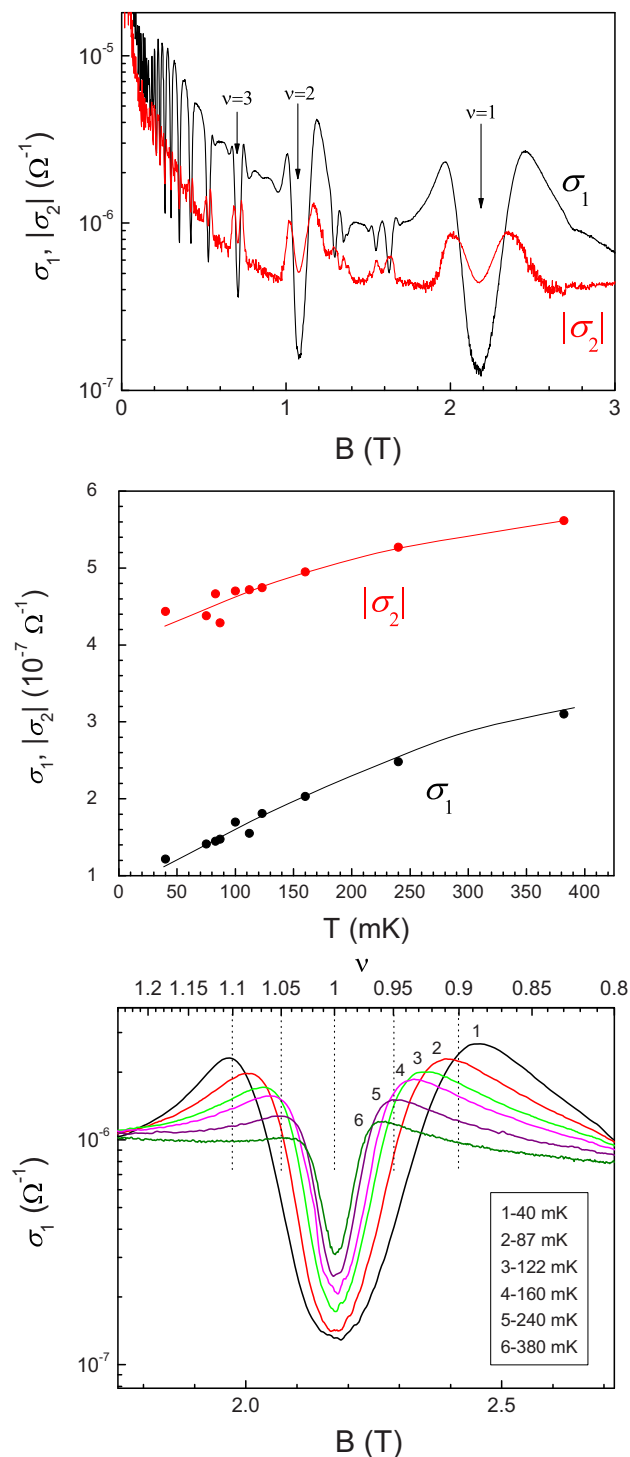 10⁻⁵
10⁻⁶
10⁻⁷
σ₁, |σ₂| (Ω⁻¹)
ν=3
ν=2
ν=1
σ₁
|σ₂|
0 1 2 3
B (T)
6
5
4
3
2
1
σ₁, |σ₂| (10⁻⁷ Ω⁻¹)
|σ₂|
σ₁
0 50 100 150 200 250 300 350 400
T (mK)
ν
1.2 1.15 1.1 1.05 1 0.95 0.9 0.85 0.8
10⁻⁶
10⁻⁷
σ₁ (Ω⁻¹)
1
2
3
4
5
6
1-40 mK
2-87 mK
3-122 mK
4-160 mK
5-240 mK
6-380 mK
2.0 2.5
B (T)